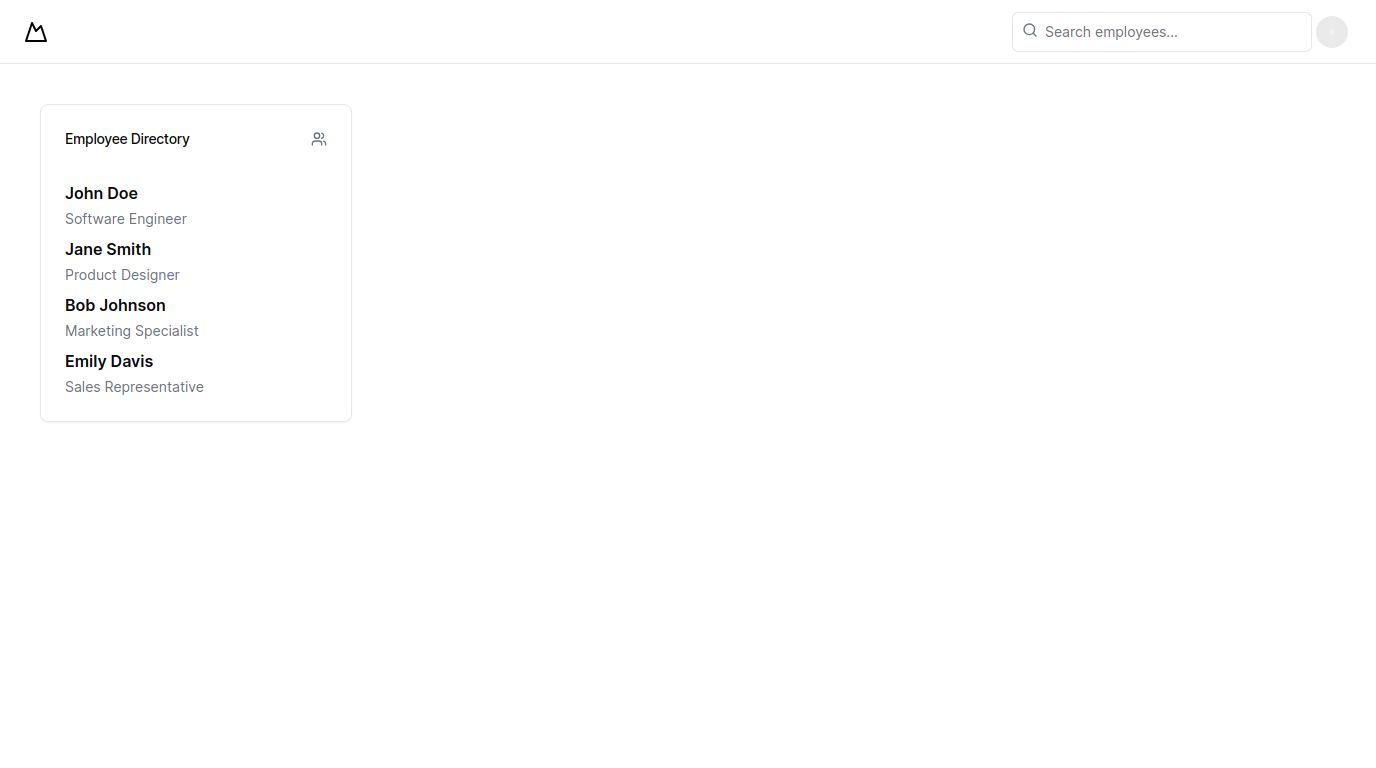 Search employees...
Employee Directory
John Doe
Software Engineer
Jane Smith
Product Designer
Bob Johnson
Marketing Specialist
Emily Davis
Sales Representative